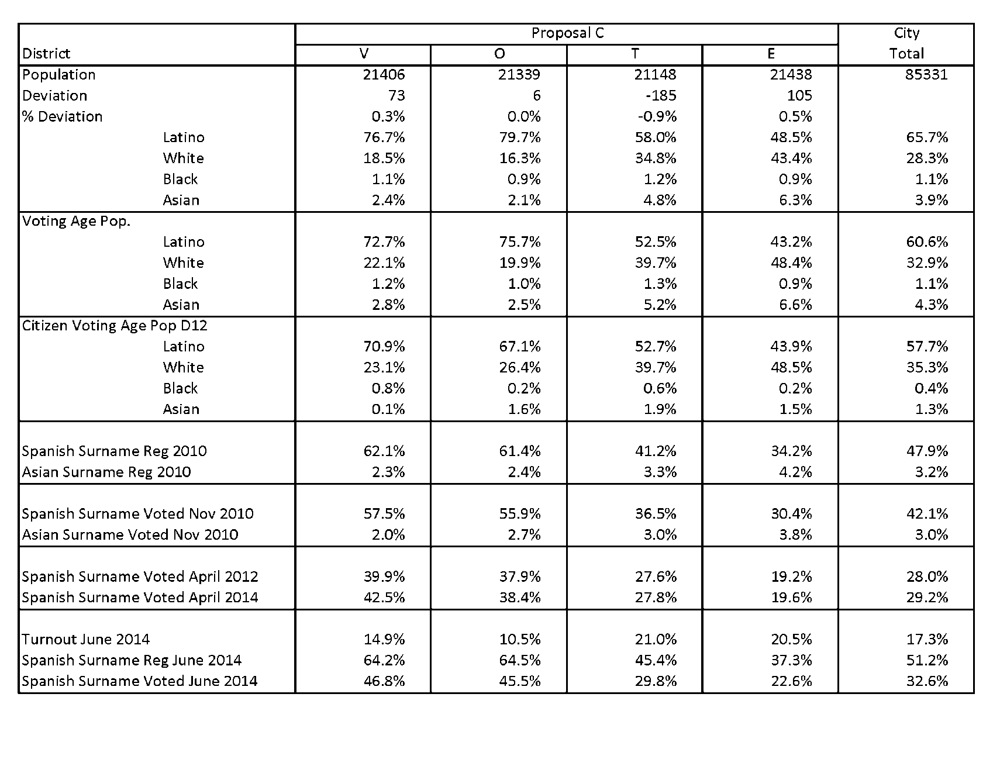 Proposal C City
District V O T E Total
Population 21406 21339 21148 21438 85331
Deviation 73 6 -185 105
% Deviation 0.3% 0.0% -0.9% 0.5%
Latino 76.7% 79.7% 58.0% 48.5% 65.7%
White 18.5% 16.3% 34.8% 43.4% 28.3%
Black 1.1% 0.9% 1.2% 0.9% 1.1%
Asian 2.4% 2.1% 4.8% 6.3% 3.9%
Voting Age Pop.
Latino 72.7% 75.7% 52.5% 43.2% 60.6%
White 22.1% 19.9% 39.7% 48.4% 32.9%
Black 1.2% 1.0% 1.3% 0.9% 1.1%
Asian 2.8% 2.5% 5.2% 6.6% 4.3%
Citizen Voting Age Pop D12
Latino 70.9% 67.1% 52.7% 43.9% 57.7%
White 23.1% 26.4% 39.7% 48.5% 35.3%
Black 0.8% 0.2% 0.6% 0.2% 0.4%
Asian 0.1% 1.6% 1.9% 1.5% 1.3%
Spanish Surname Reg 2010 62.1% 61.4% 41.2% 34.2% 47.9%
Asian Surname Reg 2010 2.3% 2.4% 3.3% 4.2% 3.2%
Spanish Surname Voted Nov 2010 57.5% 55.9% 36.5% 30.4% 42.1%
Asian Surname Voted Nov 2010 2.0% 2.7% 3.0% 3.8% 3.0%
Spanish Surname Voted April 2012 39.9% 37.9% 27.6% 19.2% 28.0%
Spanish Surname Voted April 2014 42.5% 38.4% 27.8% 19.6% 29.2%
Turnout June 2014 14.9% 10.5% 21.0% 20.5% 17.3%
Spanish Surname Reg June 2014 64.2% 64.5% 45.4% 37.3% 51.2%
Spanish Surname Voted June 2014 46.8% 45.5% 29.8% 22.6% 32.6%